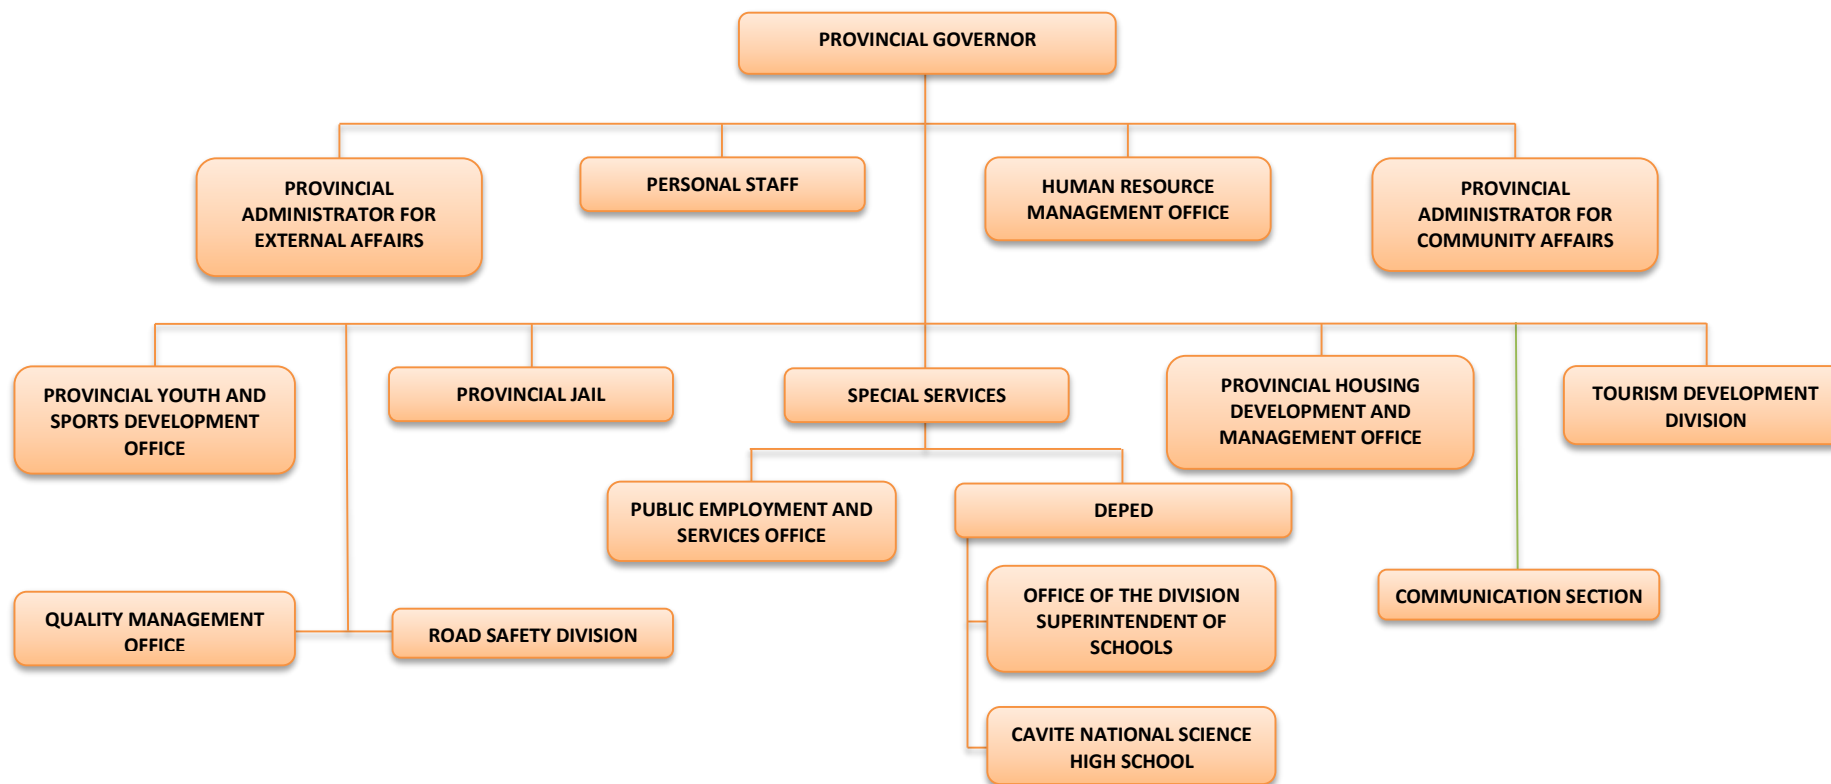 PROVINCIAL GOVERNOR
PROVINCIAL
ADMINISTRATOR FOR
EXTERNAL AFFAIRS
PERSONAL STAFF
HUMAN RESOURCE
MANAGEMENT OFFICE
PROVINCIAL
ADMINISTRATOR FOR
COMMUNITY AFFAIRS
PROVINCIAL YOUTH AND
SPORTS DEVELOPMENT
OFFICE
PROVINCIAL JAIL
SPECIAL SERVICES
PROVINCIAL HOUSING
DEVELOPMENT AND
MANAGEMENT OFFICE
TOURISM DEVELOPMENT
DIVISION
PUBLIC EMPLOYMENT AND
SERVICES OFFICE
DEPED
QUALITY MANAGEMENT
OFFICE
ROAD SAFETY DIVISION
OFFICE OF THE DIVISION
SUPERINTENDENT OF
SCHOOLS
COMMUNICATION SECTION
CAVITE NATIONAL SCIENCE
HIGH SCHOOL